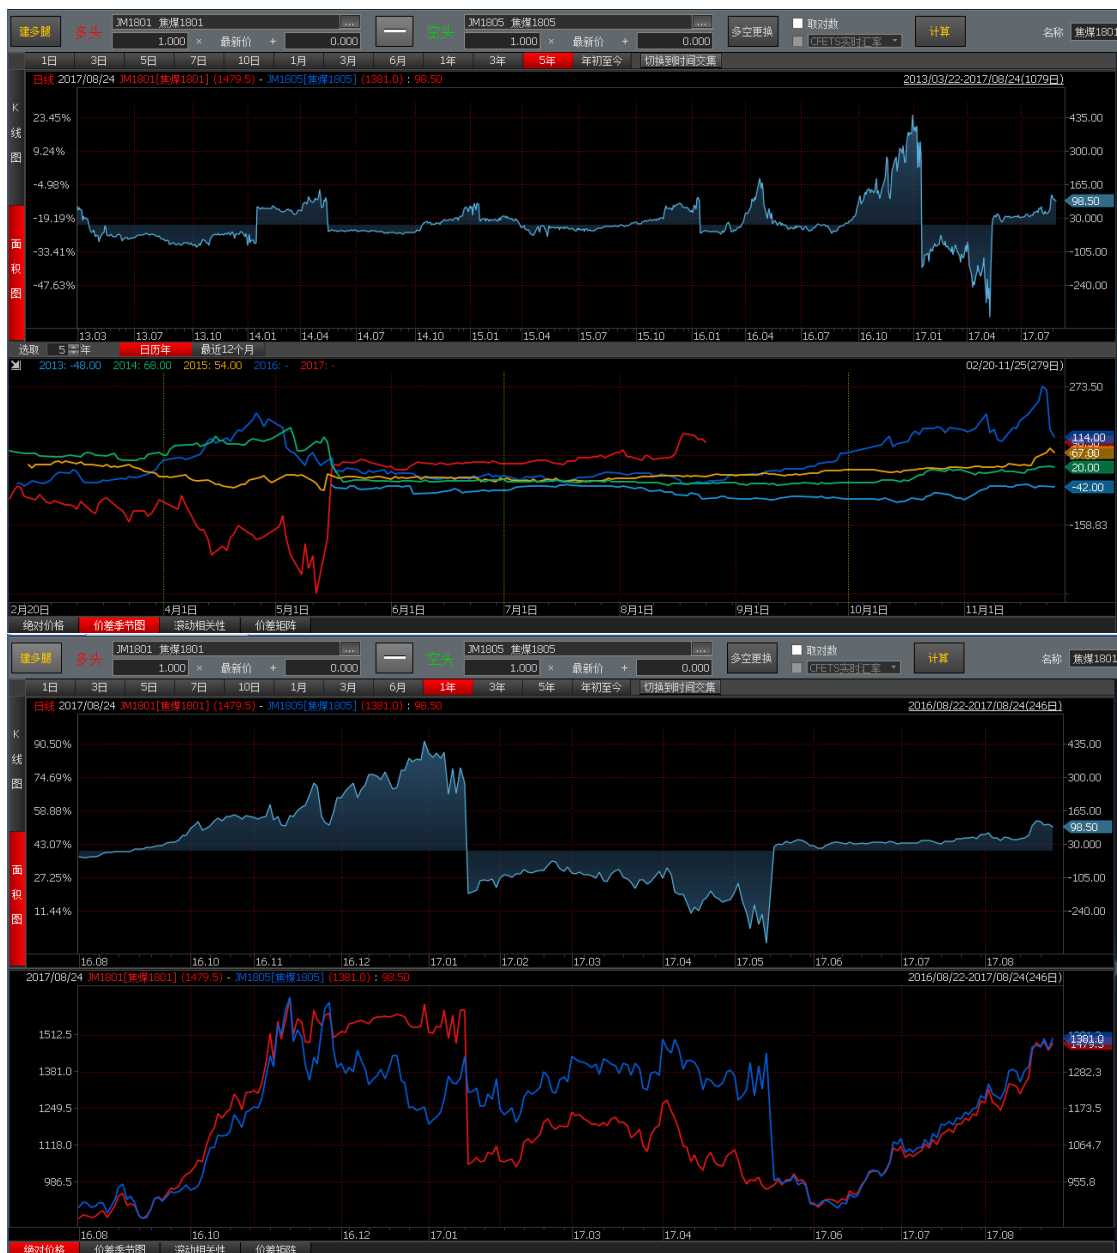 建多腿 多头 JM1801 焦煤1801 ... 空头 JM1805 焦煤1805 ... 多空更换 取对数 计算 名称 焦煤1801
1.000 × 最新价 + 0.000 — 1.000 × 最新价 + 0.000 CFETS实时汇率
1日 3日 5日 7日 10日 1月 3月 6月 1年 3年 5年 年初至今 切换到时间交集
日线 2017/08/24 JM1801[焦煤1801] (1479.5) - JM1805[焦煤1805] (1381.0) : 98.50 2013/03/22-2017/08/24(1079日)
K线图
面积图
23.45% 435.00
9.24% 300.00
-4.98% 165.00
98.50
-19.19% 30.000
-33.41% -105.00
-47.63% -240.00
13.03 13.07 13.10 14.01 14.04 14.07 14.10 15.01 15.04 15.07 15.10 16.01 16.04 16.07 16.10 17.01 17.04 17.07
选取 5 年 日历年 最近12个月
2013: -48.00 2014: 68.00 2015: 54.00 2016: - 2017: - 02/20-11/25(279日)
273.50
114.00
67.00
20.00
-42.00
-158.83
2月20日 4月1日 5月1日 6月1日 7月1日 8月1日 9月1日 10月1日 11月1日
绝对价格 价差季节图 滚动相关性 价差矩阵
建多腿 多头 JM1801 焦煤1801 ... 空头 JM1805 焦煤1805 ... 多空更换 取对数 计算 名称 焦煤1801
1.000 × 最新价 + 0.000 — 1.000 × 最新价 + 0.000 CFETS实时汇率
1日 3日 5日 7日 10日 1月 3月 6月 1年 3年 5年 年初至今 切换到时间交集
日线 2017/08/24 JM1801[焦煤1801] (1479.5) - JM1805[焦煤1805] (1381.0) : 98.50 2016/08/22-2017/08/24(246日)
K线图
面积图
90.50% 435.00
74.69% 300.00
58.88% 165.00
98.50
43.07% 30.000
27.25% -105.00
11.44% -240.00
16.08 16.10 16.11 16.12 17.01 17.02 17.03 17.04 17.05 17.06 17.07 17.08
2017/08/24 JM1801[焦煤1801] (1479.5) - JM1805[焦煤1805] (1381.0) : 98.50 2016/08/22-2017/08/24(246日)
1512.5
1381.0
1479.5
1381.0 1282.3
1249.5 1173.5
1118.0 1064.7
986.5 955.8
16.08 16.10 16.12 17.01 17.02 17.03 17.04 17.06 17.07 17.08
绝对价格 价差季节图 滚动相关性 价差矩阵